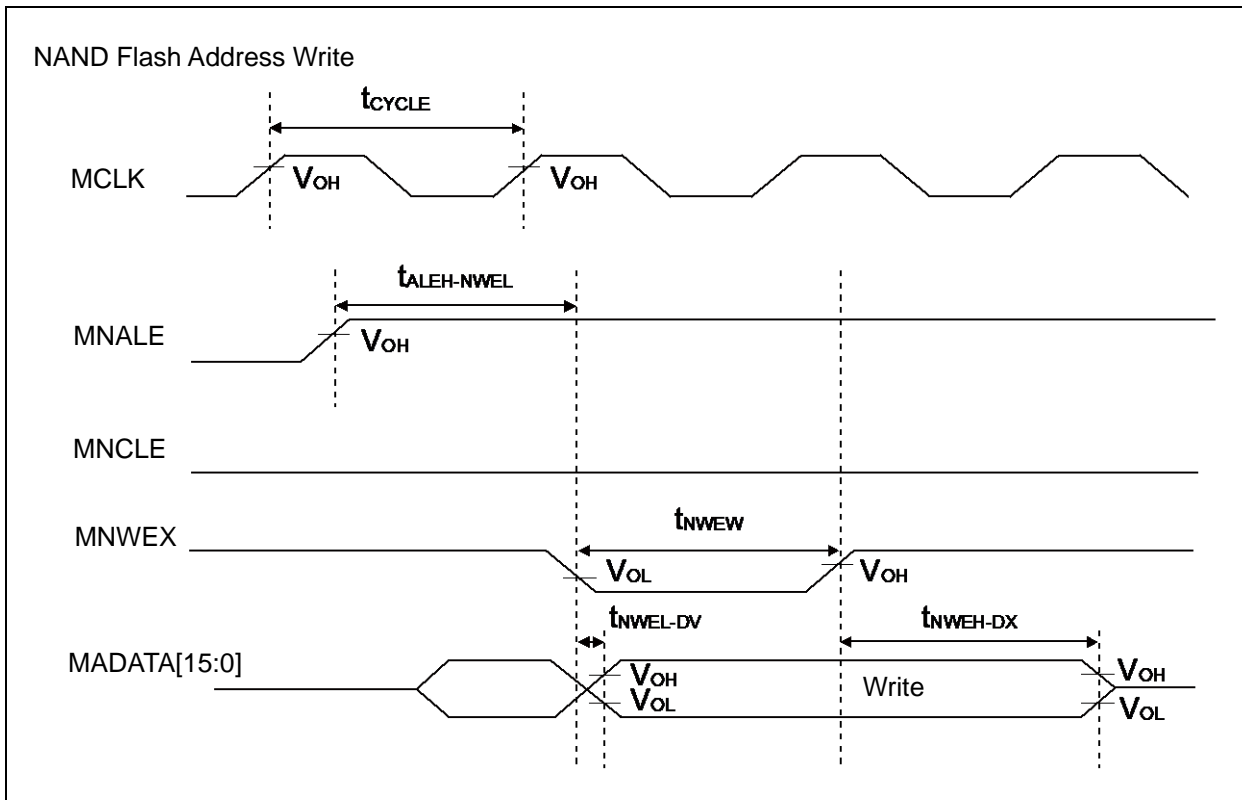 NAND Flash Address Write
tCYCLE
MCLK
VOH
VOH
tALEH-NWEL
MNALE
VOH
MNCLE
MNWEX
tNWEW
VOL
VOH
tNWEL-DV
tNWEH-DX
MADATA[15:0]
VOH
Write
VOH
VOL
VOL